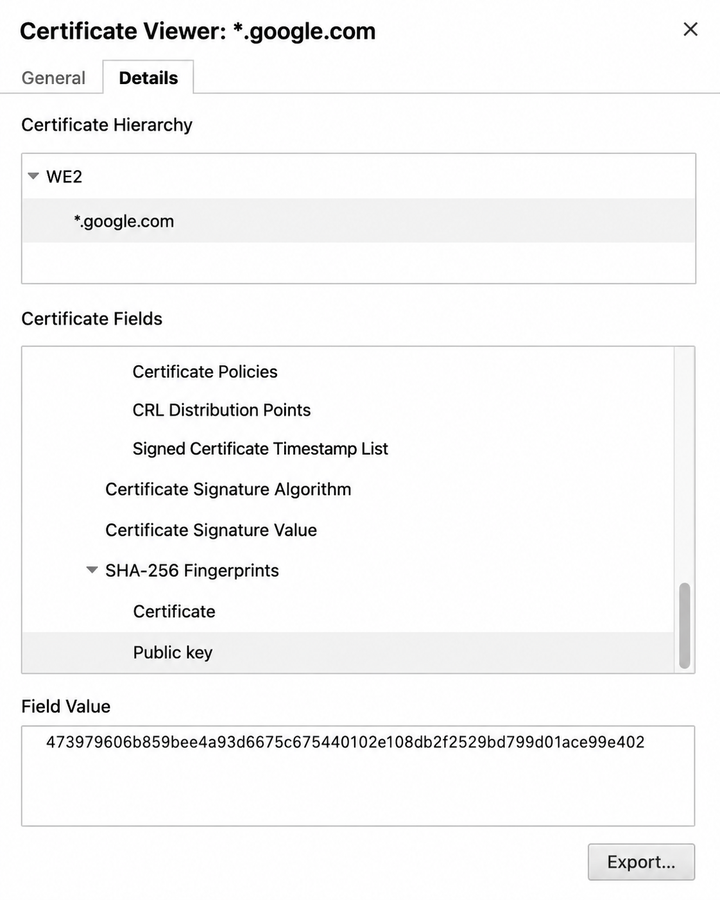 Certificate Viewer: *.google.com
General
Details
Certificate Hierarchy
WE2
*.google.com
Certificate Fields
Certificate Policies
CRL Distribution Points
Signed Certificate Timestamp List
Certificate Signature Algorithm
Certificate Signature Value
SHA-256 Fingerprints
Certificate
Public key
Field Value
473979606b859bee4a93d6675c675440102e108db2f2529bd799d01ace99e402
Export...